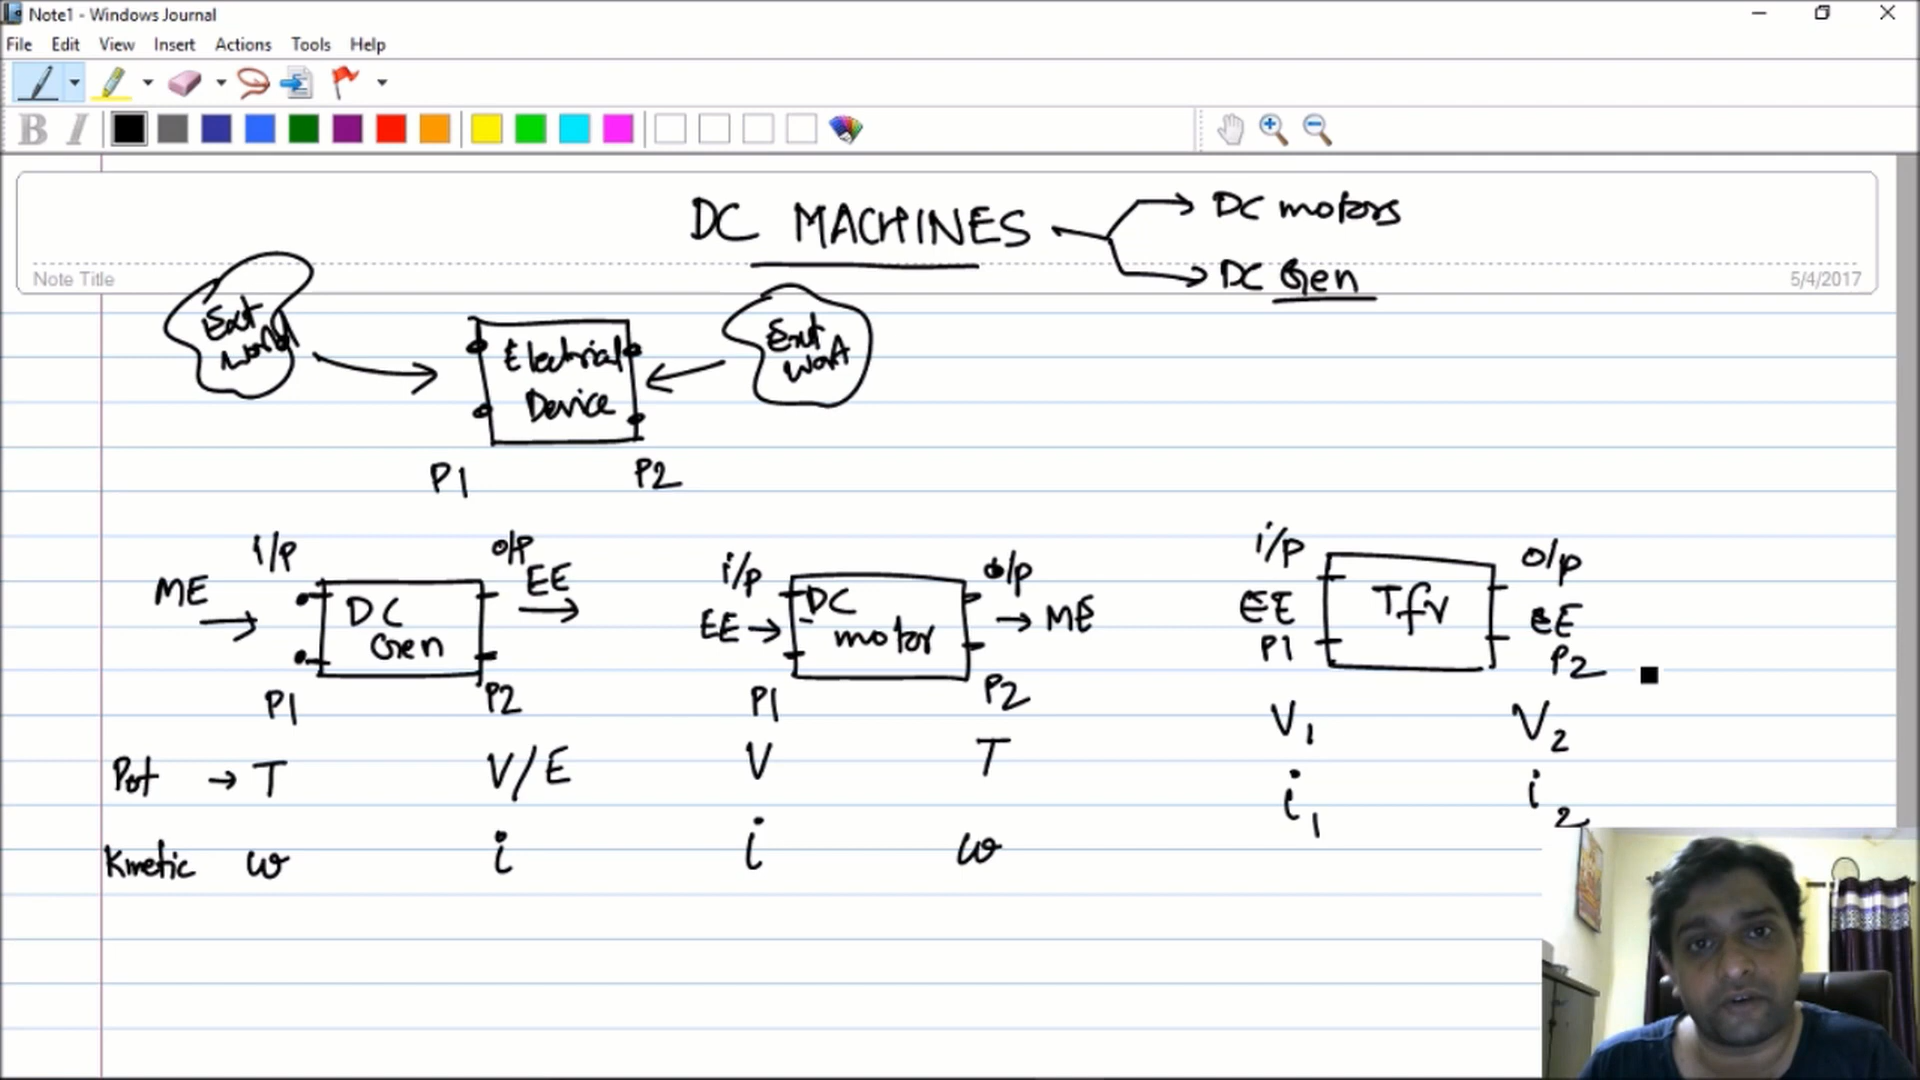 Note1 - Windows Journal
File Edit View Insert Actions Tools Help
B I
DC MACHINES
DC motors
DC Gen
Note Title
5/4/2017
Ext
World
Electrical
Device
Ext
World
P1
P2
I/P
ME
DC
Gen
O/P
EE
P1
P2
i/p
EE
DC
motor
o/p
ME
P1
P2
i/p
EE
P1
Tfr
o/p
EE
P2
Pot → T
V/E
V
T
V1
V2
Kinetic ω
i
i
ω
i1
i2